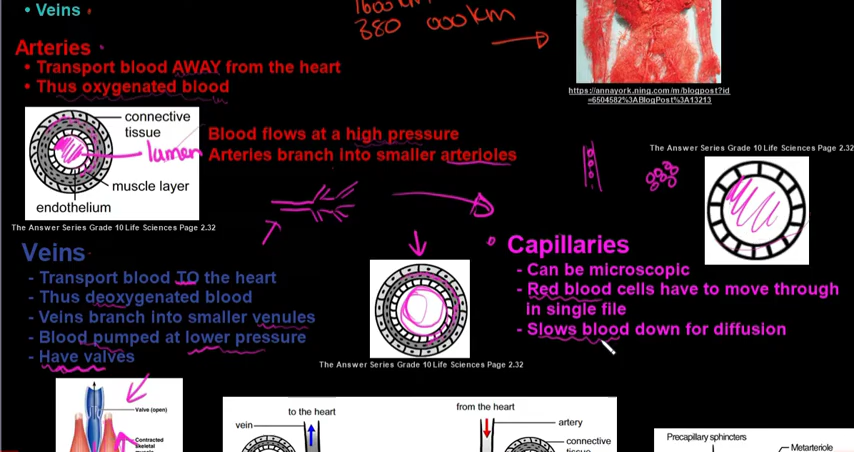 • Veins
380 000 km
Arteries
• Transport blood AWAY from the heart
• Thus oxygenated blood
https://annayork.ning.com/m/blogpost?id
=6504582%3ABlogPost%3A13213
connective
tissue
lumen
muscle layer
endothelium
Blood flows at a high pressure
Arteries branch into smaller arterioles
The Answer Series Grade 10 Life Sciences Page 2.32
The Answer Series Grade 10 Life Sciences Page 2.32
Veins
- Transport blood TO the heart
- Thus deoxygenated blood
- Veins branch into smaller venules
- Blood pumped at lower pressure
- Have valves
The Answer Series Grade 10 Life Sciences Page 2.32
Capillaries
- Can be microscopic
- Red blood cells have to move through
in single file
- Slows blood down for diffusion
Valve (open)
Contracted
skeletal
to the heart
vein
from the heart
artery
connective
Precapillary sphincters
Metarteriole